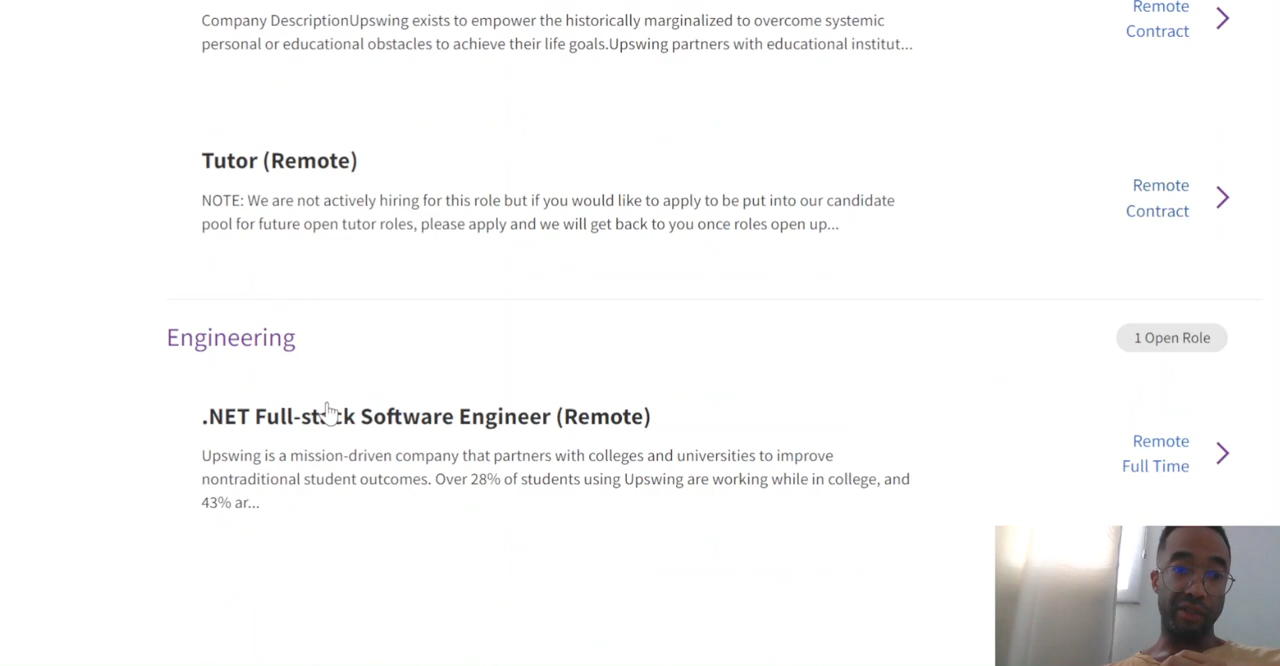 Company DescriptionUpswing exists to empower the historically marginalized to overcome systemic
personal or educational obstacles to achieve their life goals.Upswing partners with educational institut...
Remote
Contract
Tutor (Remote)
NOTE: We are not actively hiring for this role but if you would like to apply to be put into our candidate
pool for future open tutor roles, please apply and we will get back to you once roles open up...
Remote
Contract
Engineering
1 Open Role
.NET Full-stack Software Engineer (Remote)
Upswing is a mission-driven company that partners with colleges and universities to improve
nontraditional student outcomes. Over 28% of students using Upswing are working while in college, and
43% ar...
Remote
Full Time